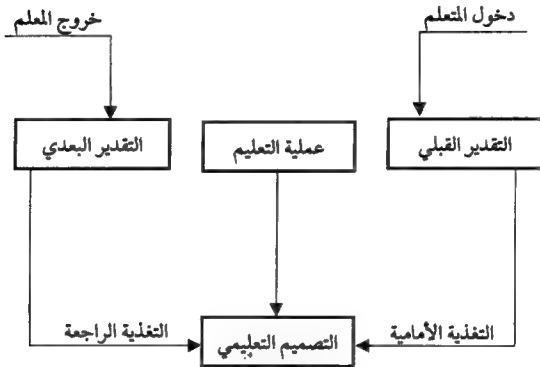 دخول المتعلم
خروج المعلم
التقدير القبلي
عملية التعليم
التقدير البعدي
التغذية الأمامية
التصميم التعليمي
التغذية الراجعة